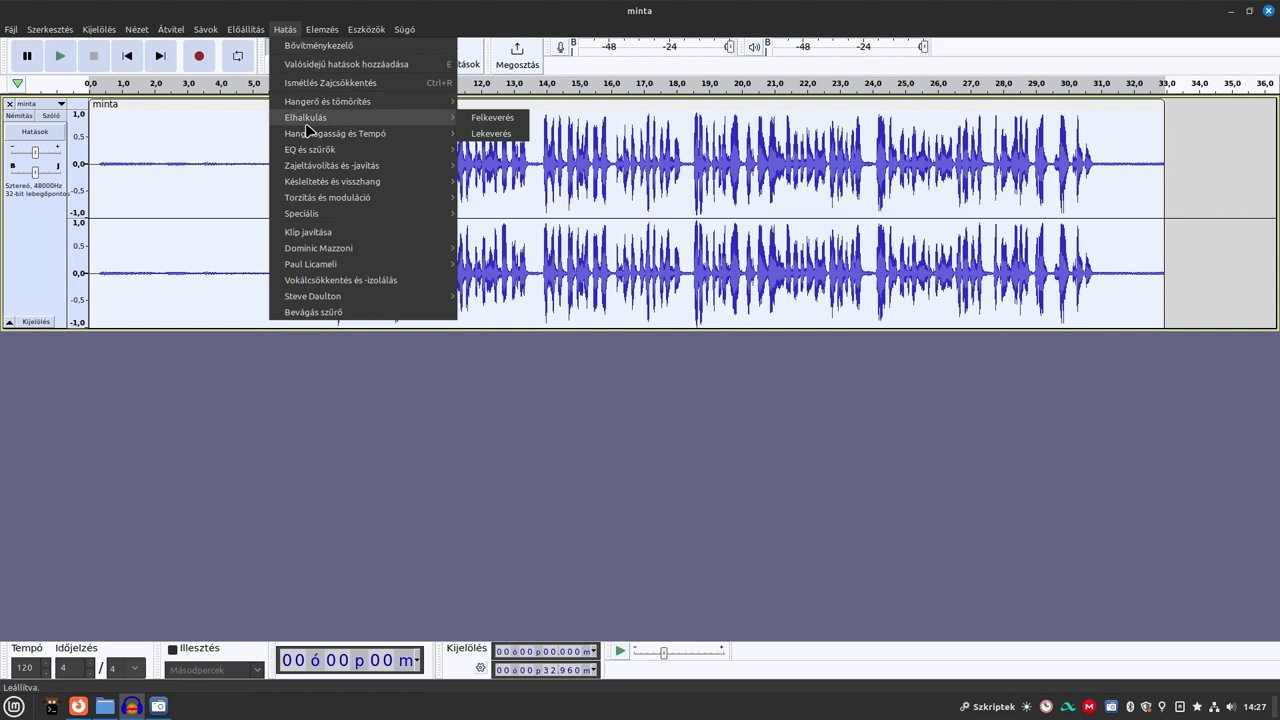 minta
Fájl Szerkesztés Kijelölés Nézet Átvitel Sávok Előállítás Hatás Elemzés Eszközök Súgó
Bővítménykezelő
Valósidejű hatások hozzáadása E
Ismétlés Zajcsökkentés Ctrl+R
Hangerő és tömörítés
Elhalkulás
EQ és szűrők
Zajeltávolítás és -javítás
Késleltetés és visszhang
Torzítás és moduláció
Speciális
Klip javítása
Dominic Mazzoni
Paul Licameli
Vokálcsökkentés és -izolálás
Steve Daulton
Bevágás szűrő
Felkeverés
Lekeverés
Megosztás
B -48 -24
J
B -48 -24
J
0,0 1,0 2,0 3,0 4,0 5,0 12,0 13,0 14,0 15,0 16,0 17,0 18,0 19,0 20,0 21,0 22,0 23,0 24,0 25,0 26,0 27,0 28,0 29,0 30,0 31,0 32,0 33,0 34,0 35,0 36,0
minta
minta
Némítás Szóló
Hatások
- +
B J
Sztereó, 48000Hz
Kijelölés
1,0
0,5
0,0
-0,5
-1,0
1,0
0,5
0,0
-0,5
-1,0
Tempó Időjelzés Illesztés Kijelölés
120 4 / 4 Másodpercek
00 ó 00 p 00 m
00 ó 00 p 00,000 m
00 ó 00 p 32,960 m
- +
Leállítva.
Szkriptek
14:27